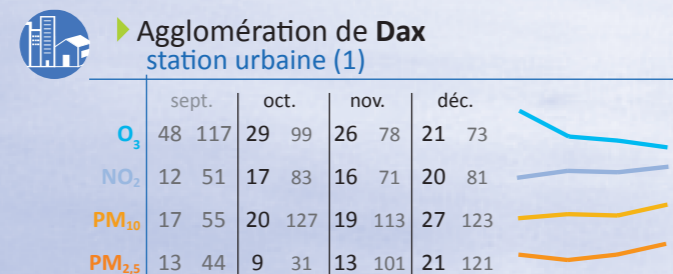 Agglomération de Dax
station urbaine (1)
sept. oct. nov. déc.
O₃ 48 117 29 99 26 78 21 73
NO₂ 12 51 17 83 16 71 20 81
PM₁₀ 17 55 20 127 19 113 27 123
PM₂,₅ 13 44 9 31 13 101 21 121